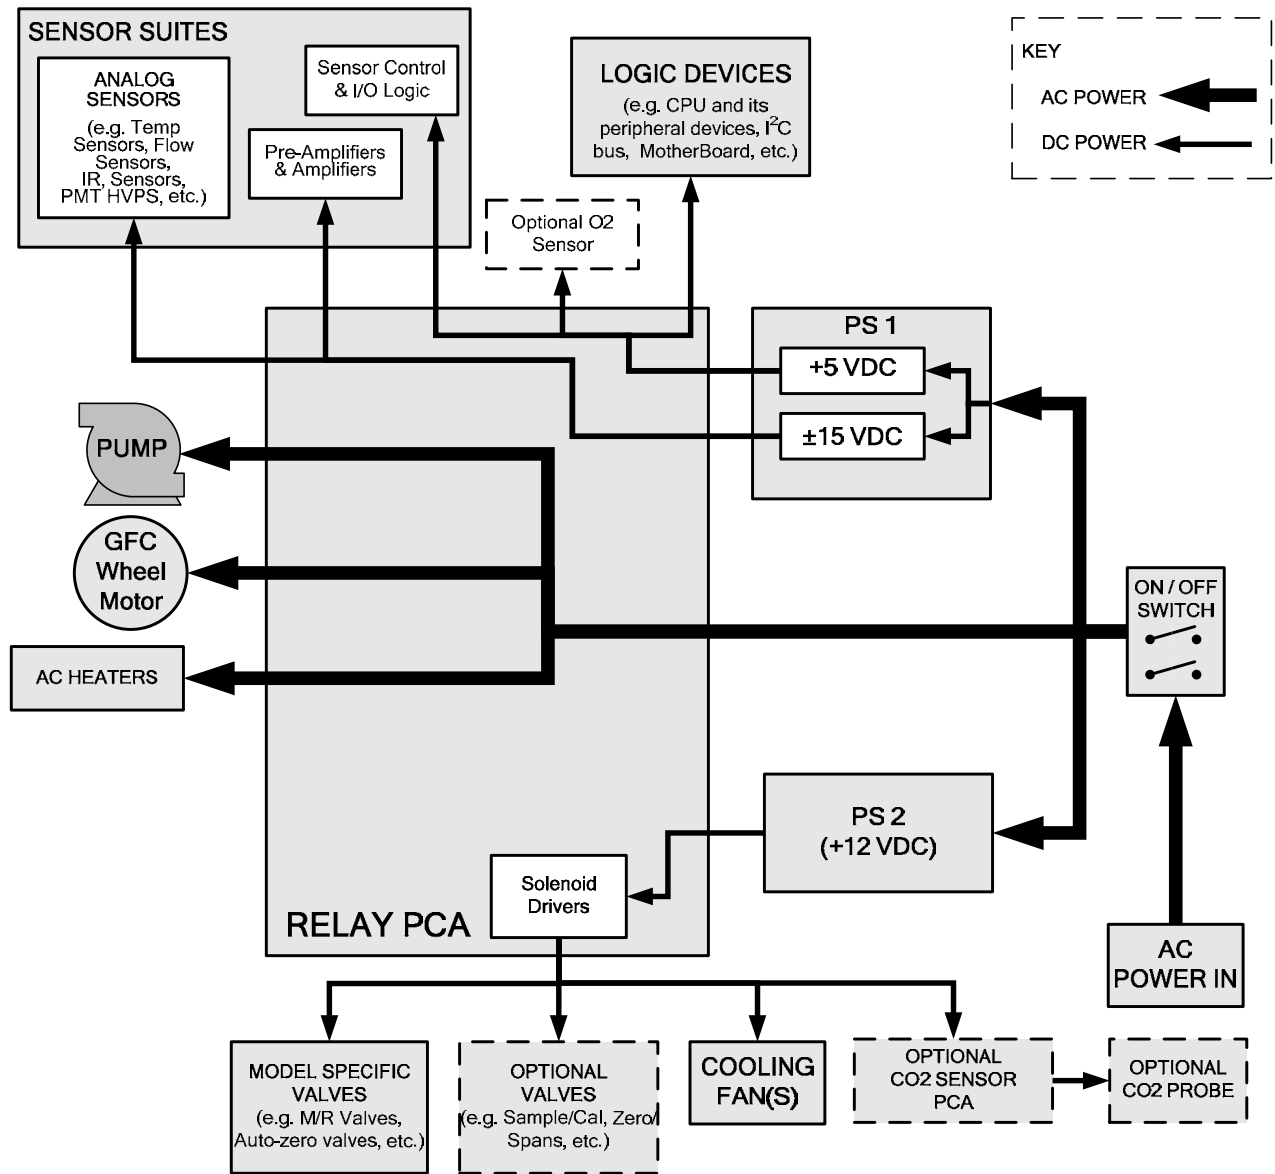 SENSOR SUITES
ANALOG
SENSORS
(e.g. Temp
Sensors, Flow
Sensors,
IR, Sensors,
PMT HVPS, etc.)
Sensor Control
& I/O Logic
Pre-Amplifiers
& Amplifiers
LOGIC DEVICES
(e.g. CPU and its
peripheral devices, I2C
bus, MotherBoard, etc.)
Optional O2
Sensor
KEY
AC POWER
DC POWER
PS 1
+5 VDC
±15 VDC
PUMP
GFC
Wheel
Motor
AC HEATERS
ON / OFF
SWITCH
PS 2
(+12 VDC)
Solenoid
Drivers
RELAY PCA
AC
POWER IN
MODEL SPECIFIC
VALVES
(e.g. M/R Valves,
Auto-zero valves, etc.)
OPTIONAL
VALVES
(e.g. Sample/Cal, Zero/
Spans, etc.)
COOLING
FAN(S)
OPTIONAL
CO2 SENSOR
PCA
OPTIONAL
CO2 PROBE